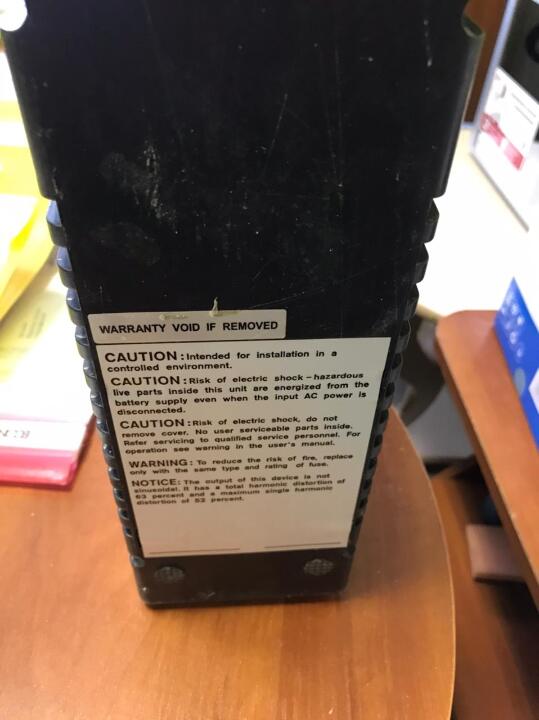 WARRANTY VOID IF REMOVED
CAUTION : Intended for installation in a
controlled environment.
CAUTION : Risk of electric shock – hazardous
live parts inside this unit are energized from the
battery supply even when the input AC power is
disconnected.
CAUTION : Risk of electric shock, do not
remove cover. No user serviceable parts inside.
Refer servicing to qualified service personnel. For
operation see warning in the user's manual.
WARNING : To reduce the risk of fire, replace
only with the same type and rating of fuse.
NOTICE: The output of this device is not
sinusoidal. It has a total harmonic distortion of
63 percent and a maximum single harmonic
distortion of 52 percent.